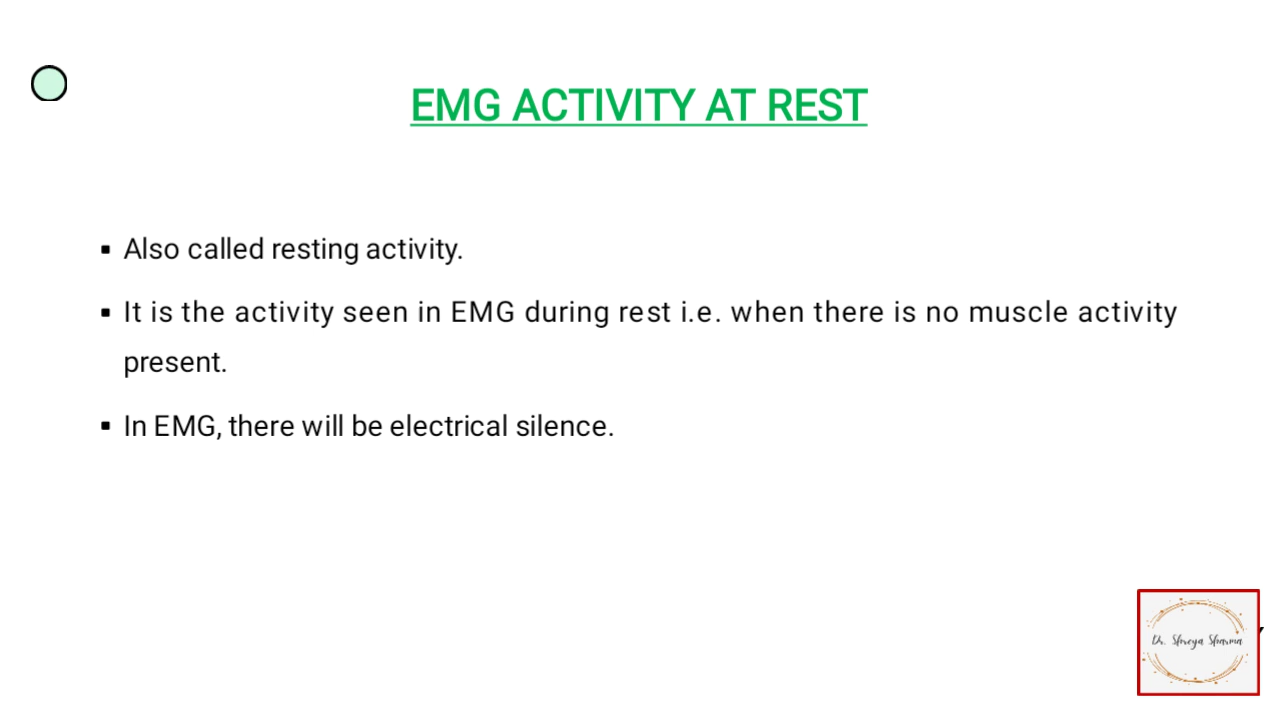 EMG ACTIVITY AT REST
▪ Also called resting activity.
▪ It is the activity seen in EMG during rest i.e. when there is no muscle activity
present.
▪ In EMG, there will be electrical silence.
Dr. Shreya Sharma